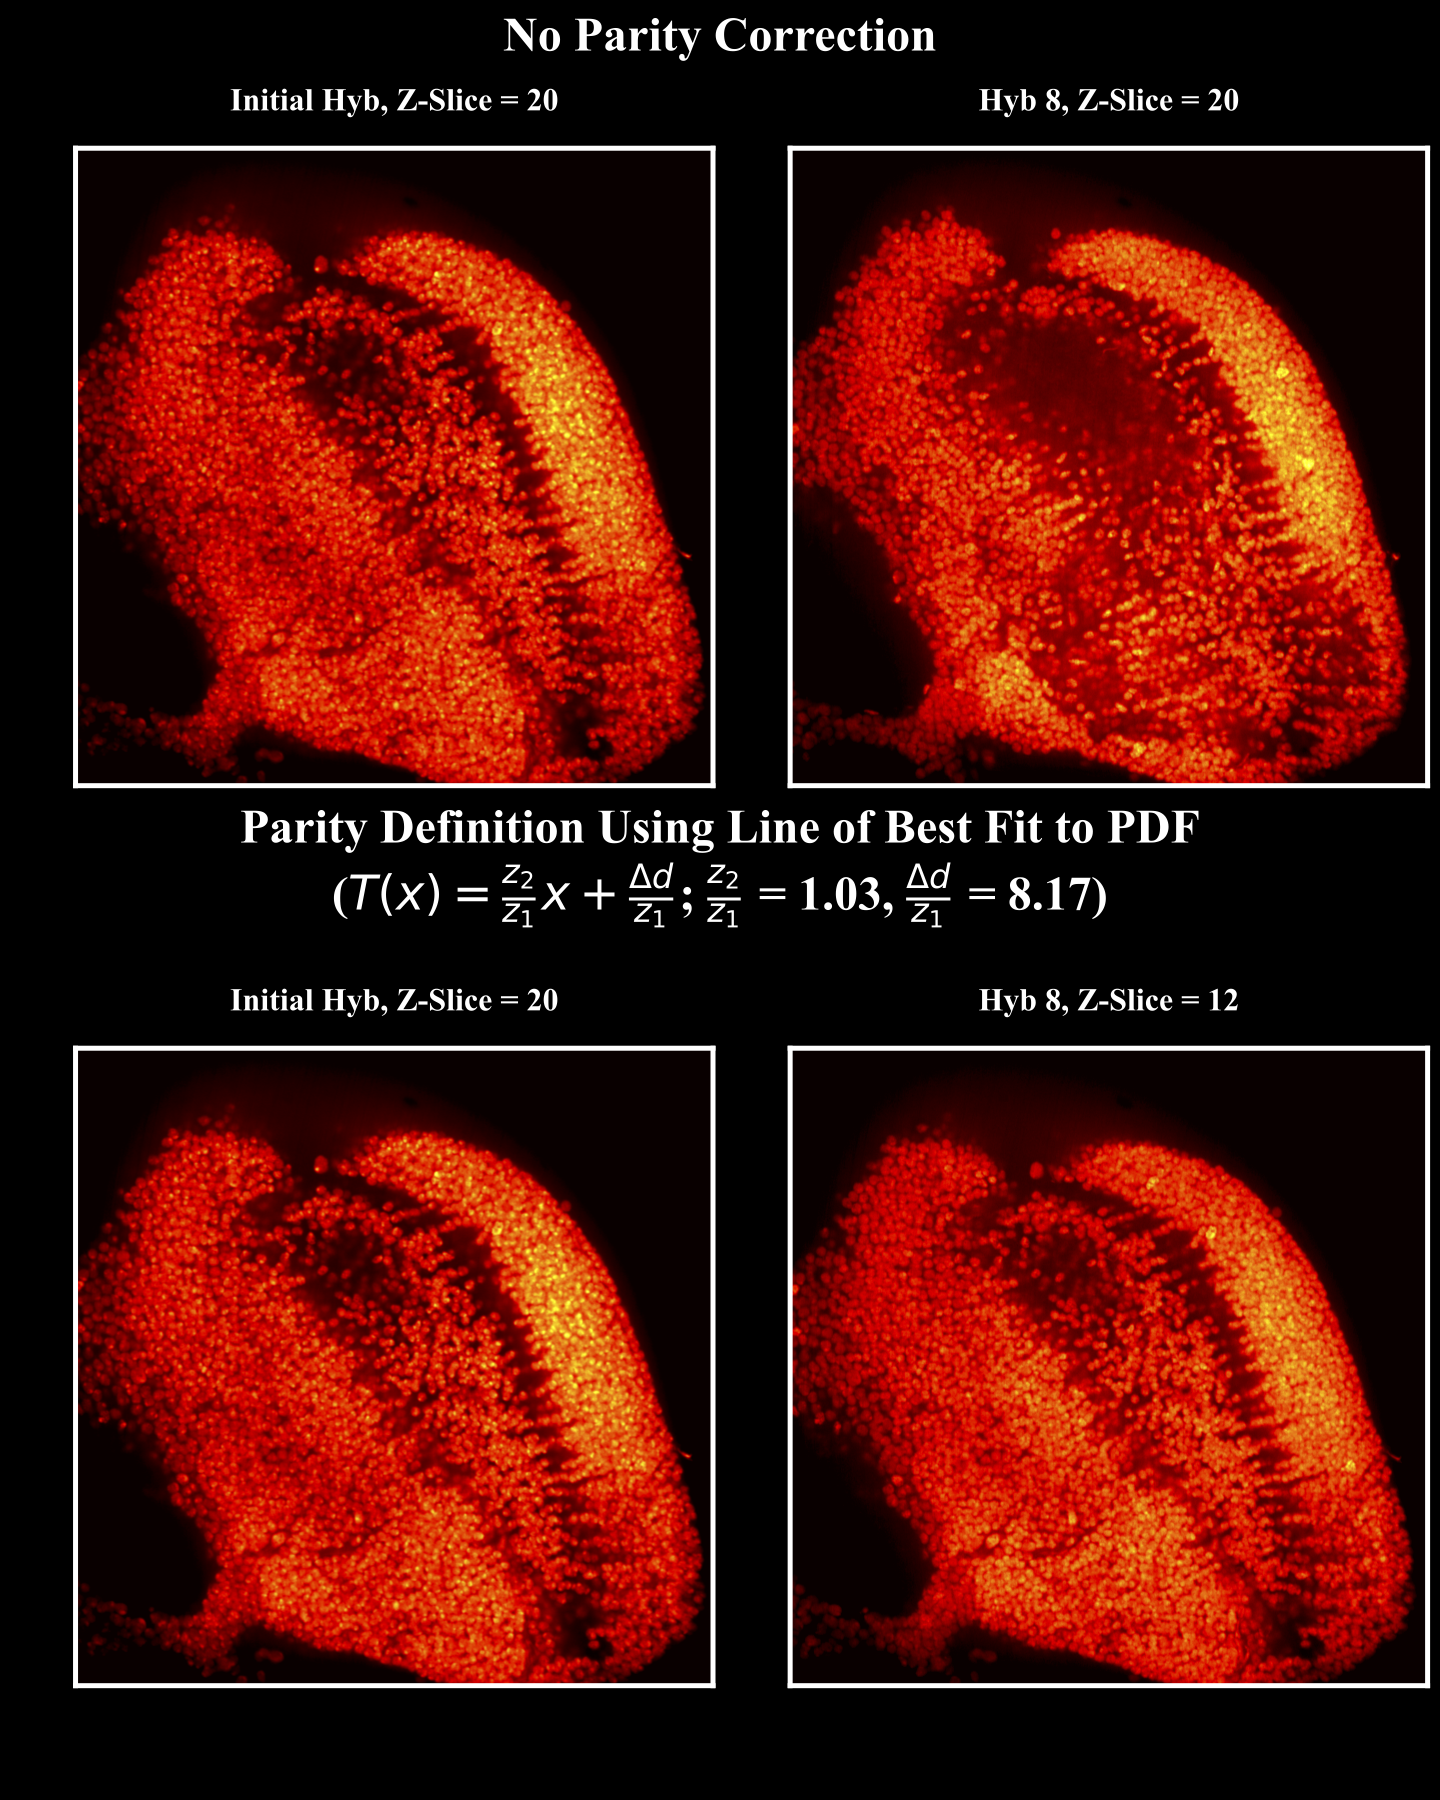 No Parity Correction
Initial Hyb, Z-Slice = 20
Hyb 8, Z-Slice = 20
Parity Definition Using Line of Best Fit to PDF
(T(x) = z₂/z₁ x + Δd/z₁; z₂/z₁ = 1.03, Δd/z₁ = 8.17)
Initial Hyb, Z-Slice = 20
Hyb 8, Z-Slice = 12